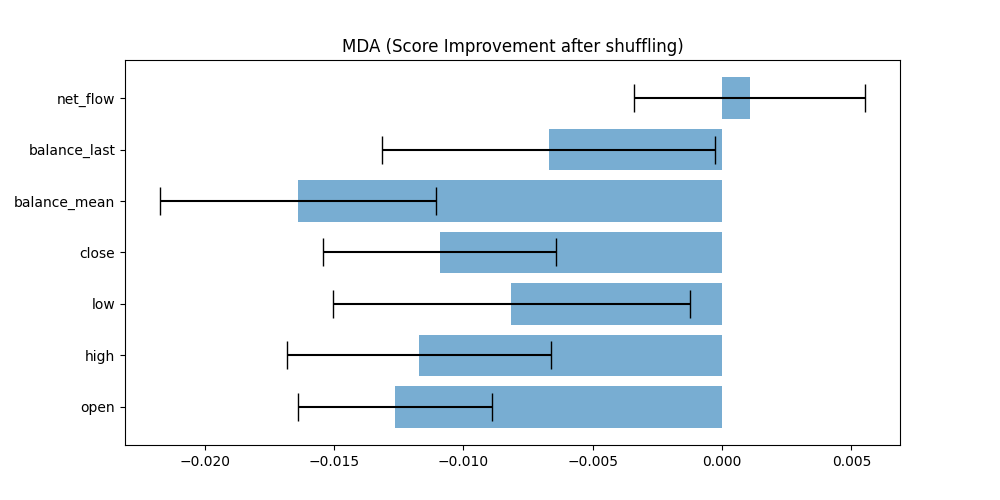 MDA (Score Improvement after shuffling)
net_flow
balance_last
balance_mean
close
low
high
open
−0.020 −0.015 −0.010 −0.005 0.000 0.005